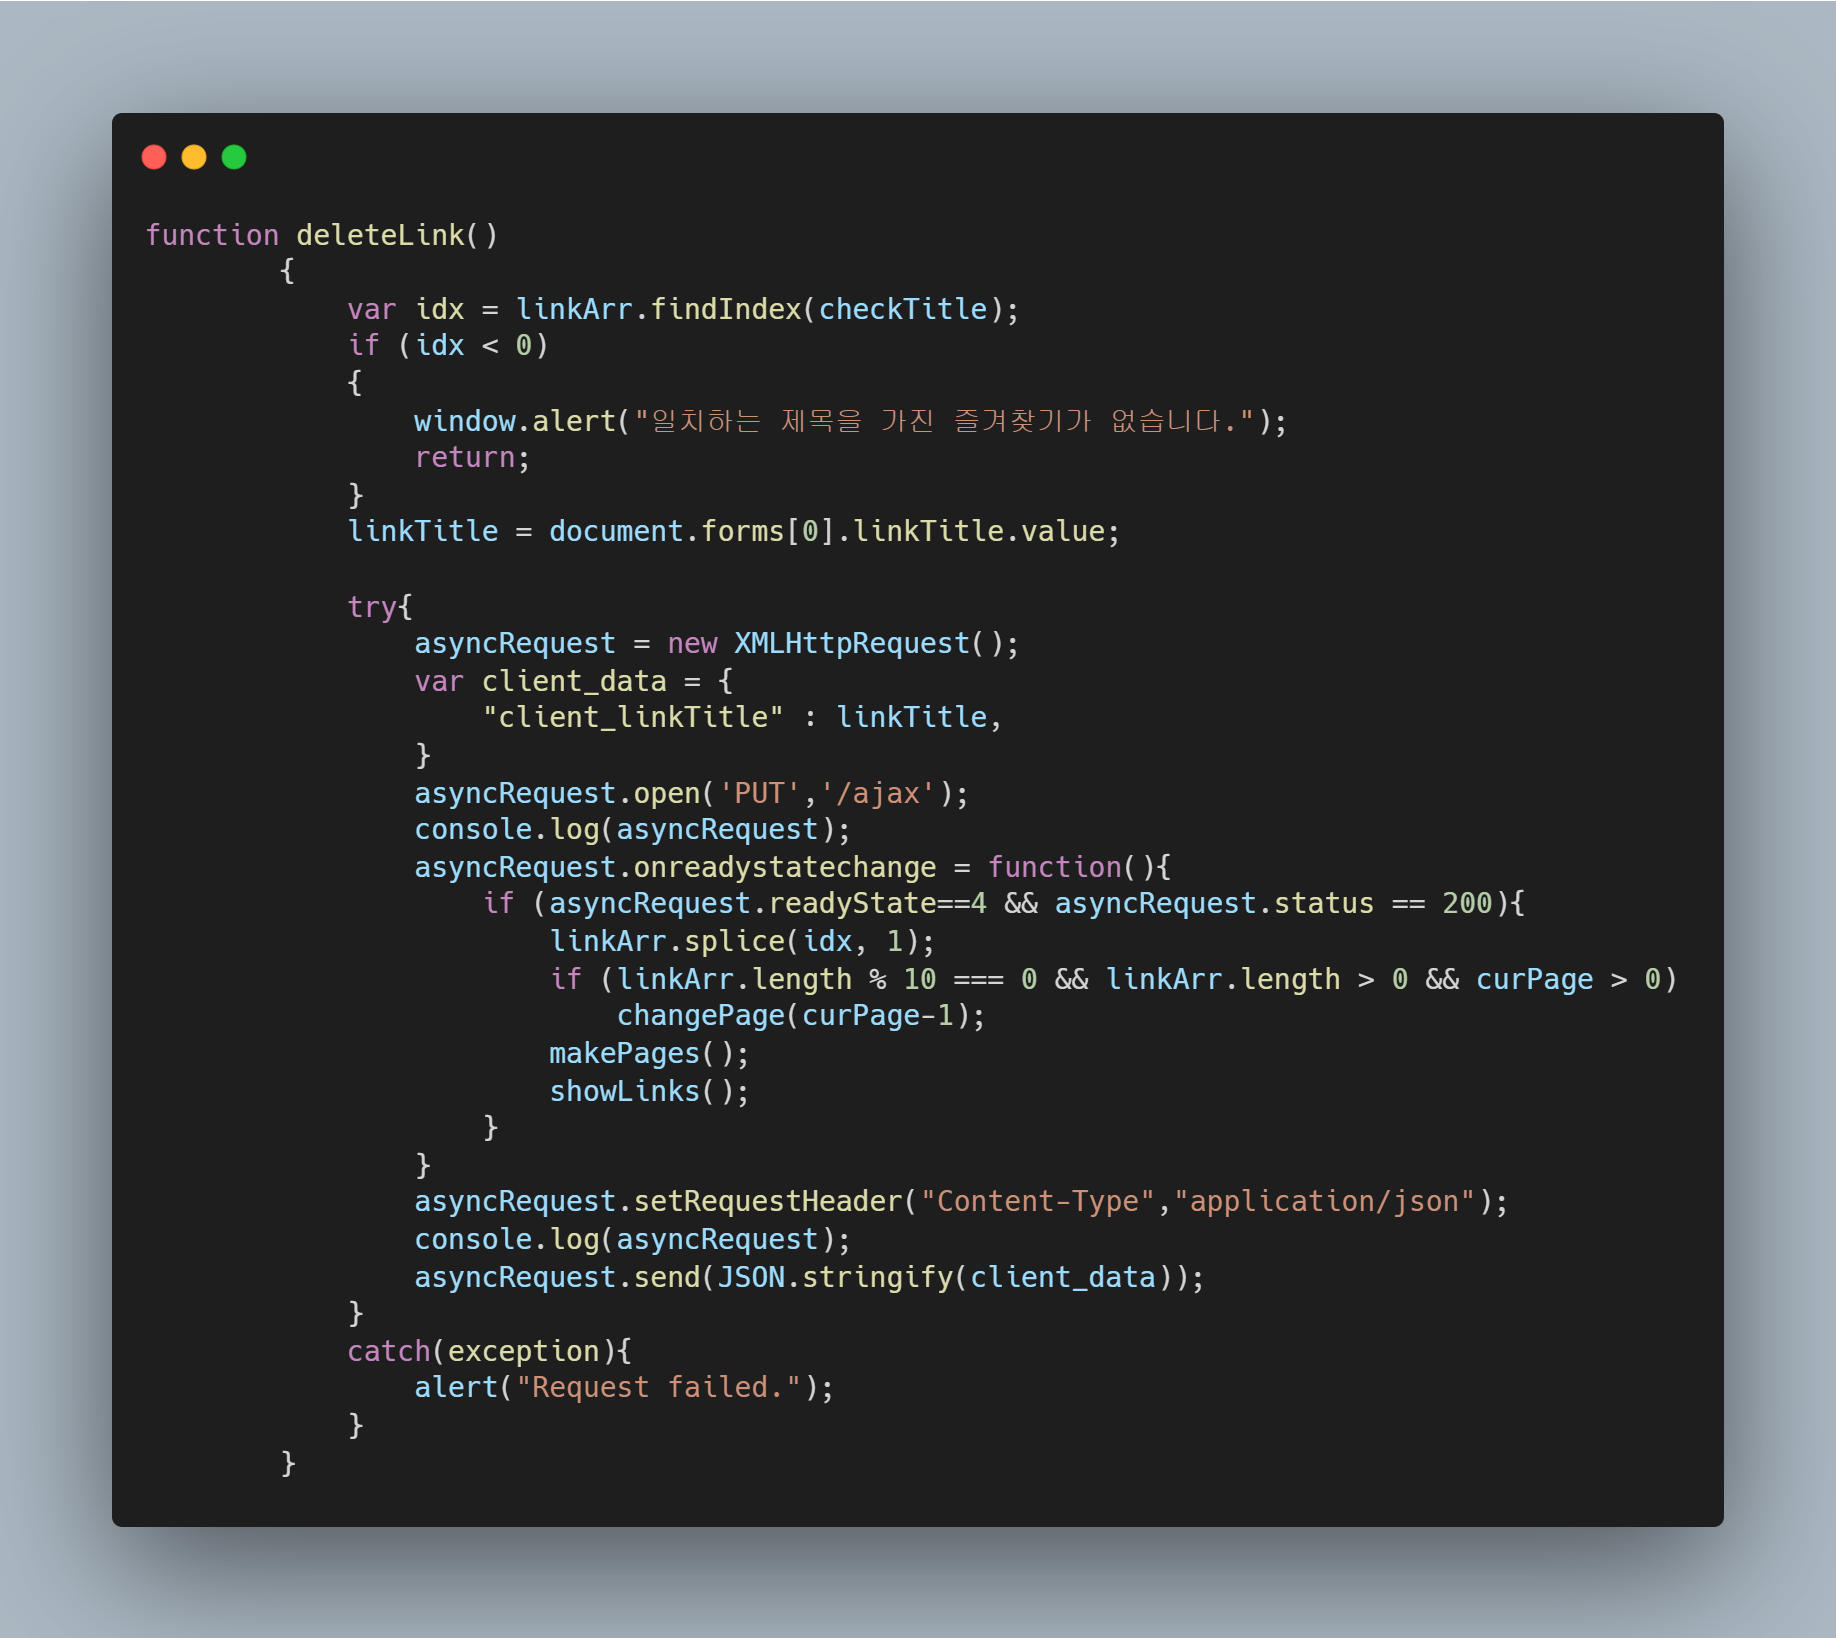 function deleteLink()
        {
            var idx = linkArr.findIndex(checkTitle);
            if (idx < 0)
            {
                window.alert("일치하는 제목을 가진 즐겨찾기가 없습니다.");
                return;
            }
            linkTitle = document.forms[0].linkTitle.value;

            try{
                asyncRequest = new XMLHttpRequest();
                var client_data = {
                    "client_linkTitle" : linkTitle,
                }
                asyncRequest.open('PUT','/ajax');
                console.log(asyncRequest);
                asyncRequest.onreadystatechange = function(){
                    if (asyncRequest.readyState==4 && asyncRequest.status == 200){
                        linkArr.splice(idx, 1);
                        if (linkArr.length % 10 === 0 && linkArr.length > 0 && curPage > 0)
                            changePage(curPage-1);
                        makePages();
                        showLinks();
                    }
                }
                asyncRequest.setRequestHeader("Content-Type","application/json");
                console.log(asyncRequest);
                asyncRequest.send(JSON.stringify(client_data));
            }
            catch(exception){
                alert("Request failed.");
            }
        }